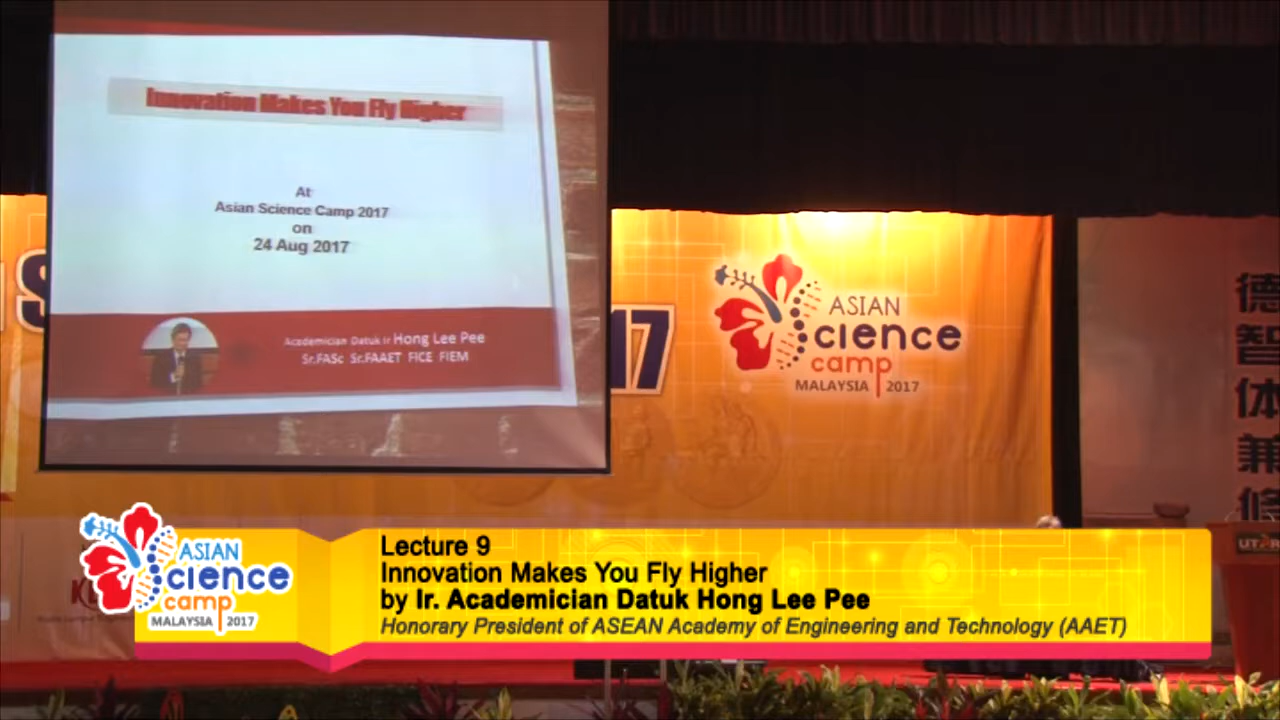 Innovation Makes You Fly Higher
At
Asian Science Camp 2017
on
24 Aug 2017
Academician Datuk Ir Hong Lee Pee
Sr.FASc Sr.FAAET FICE FIEM
S
17
ASIAN
science
camp
MALAYSIA 2017
德
智
体
兼
修
UTAR
ASIAN
science
camp
MALAYSIA 2017
Lecture 9
Innovation Makes You Fly Higher
by Ir. Academician Datuk Hong Lee Pee
Honorary President of ASEAN Academy of Engineering and Technology (AAET)